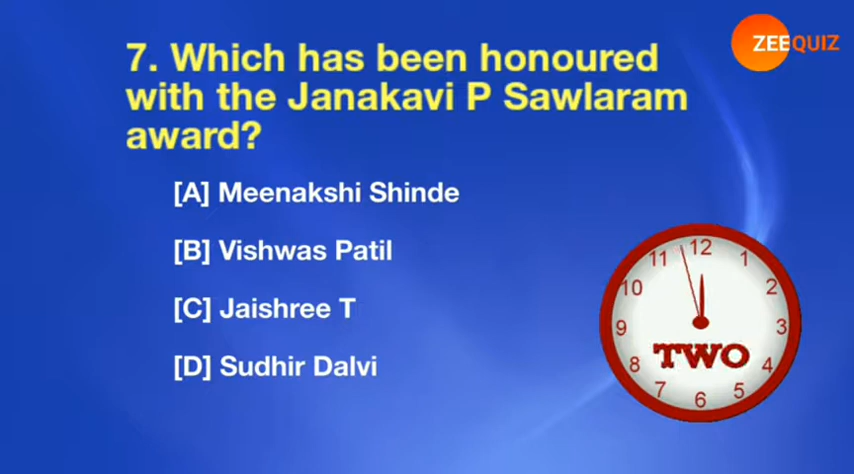 ZEEQUIZ
7. Which has been honoured
with the Janakavi P Sawlaram
award?
[A] Meenakshi Shinde
[B] Vishwas Patil
[C] Jaishree T
[D] Sudhir Dalvi
12
11 1
10 2
9 3
TWO
8 4
7 5
6